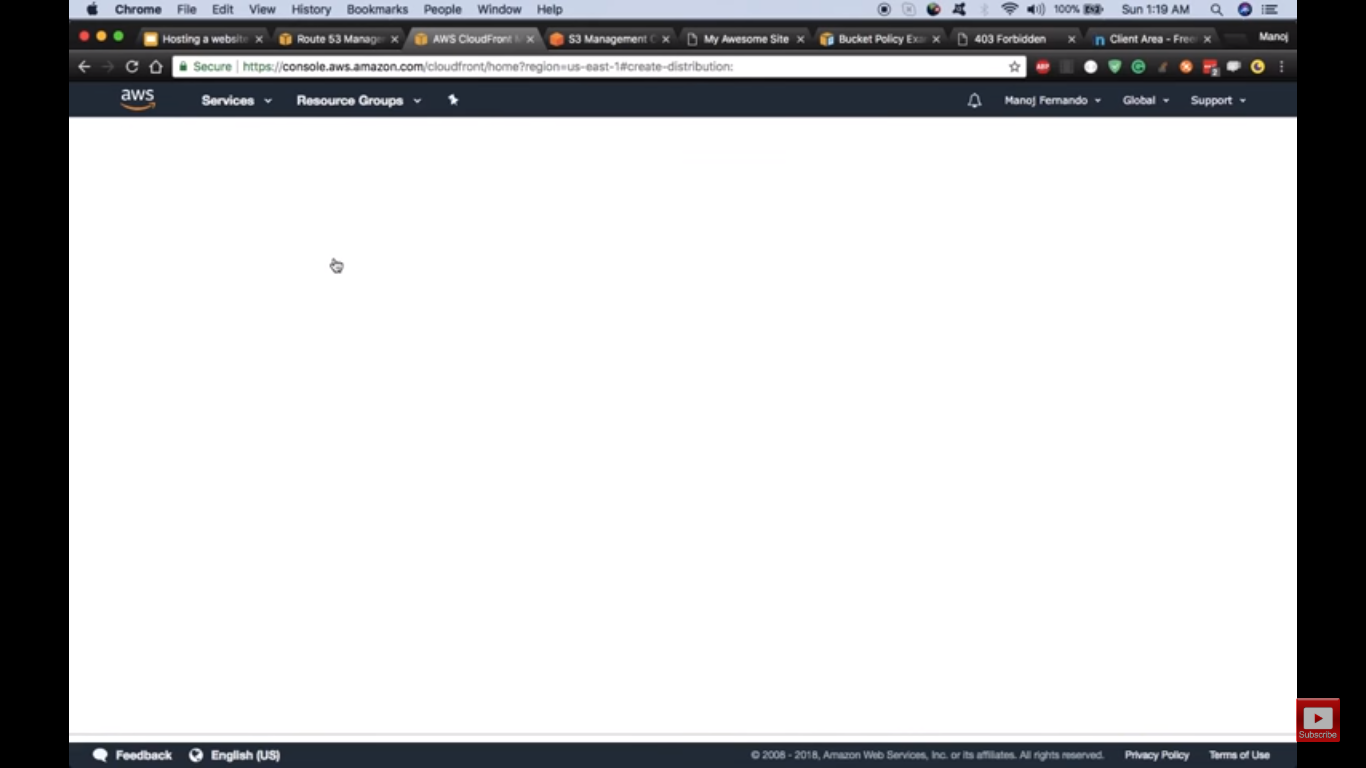 Chrome File Edit View History Bookmarks People Window Help 100% Sun 1:19 AM
Hosting a website Route 53 Manage AWS CloudFront M S3 Management C My Awesome Site Bucket Policy Exa 403 Forbidden Client Area - Free Manoj
Secure https://console.aws.amazon.com/cloudfront/home?region=us-east-1#create-distribution:
aws Services Resource Groups Manoj Fernando Global Support
Subscribe
Feedback English (US) © 2008 - 2018, Amazon Web Services, Inc. or its affiliates. All rights reserved. Privacy Policy Terms of Use